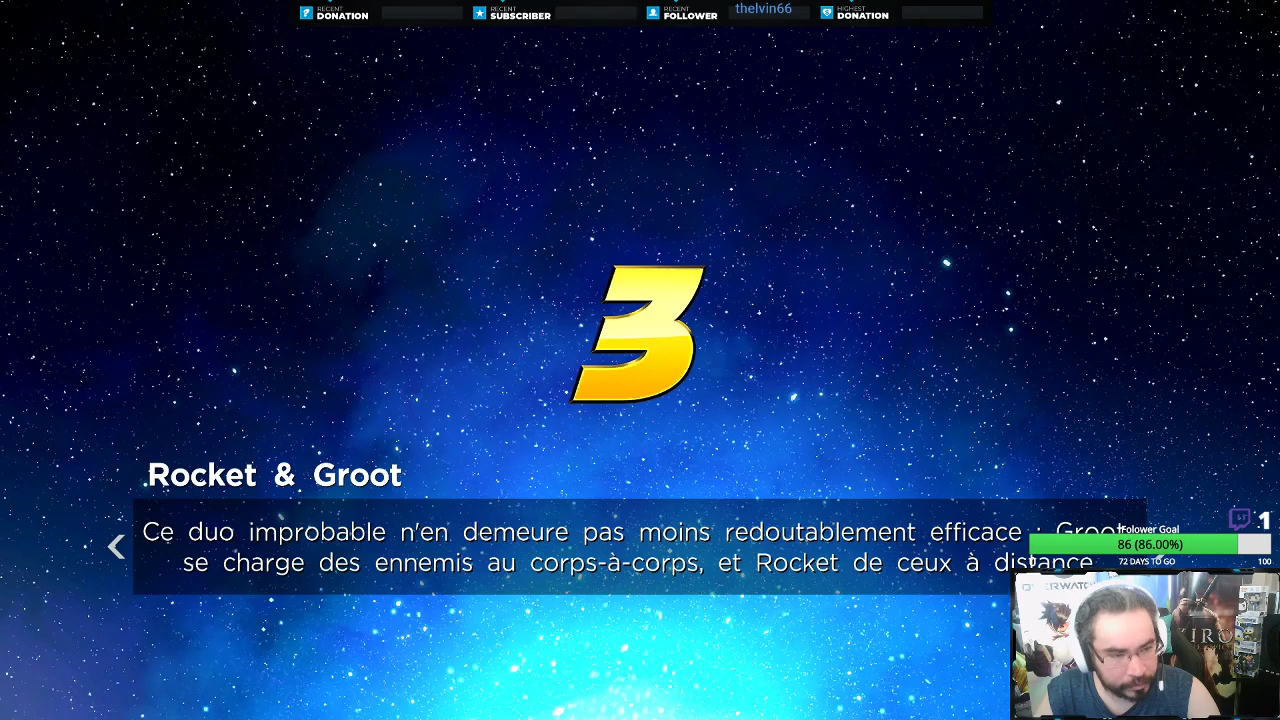 RECENT
DONATION
RECENT
SUBSCRIBER
RECENT
FOLLOWER
thelvin66
HIGHEST
DONATION
3
Rocket & Groot
Ce duo improbable n'en demeure pas moins redoutablement efficace : Groot
se charge des ennemis au corps-à-corps, et Rocket de ceux à distance
1
Folower Goal
86 (86.00%)
72 DAYS TO GO
100
OVERWATCH